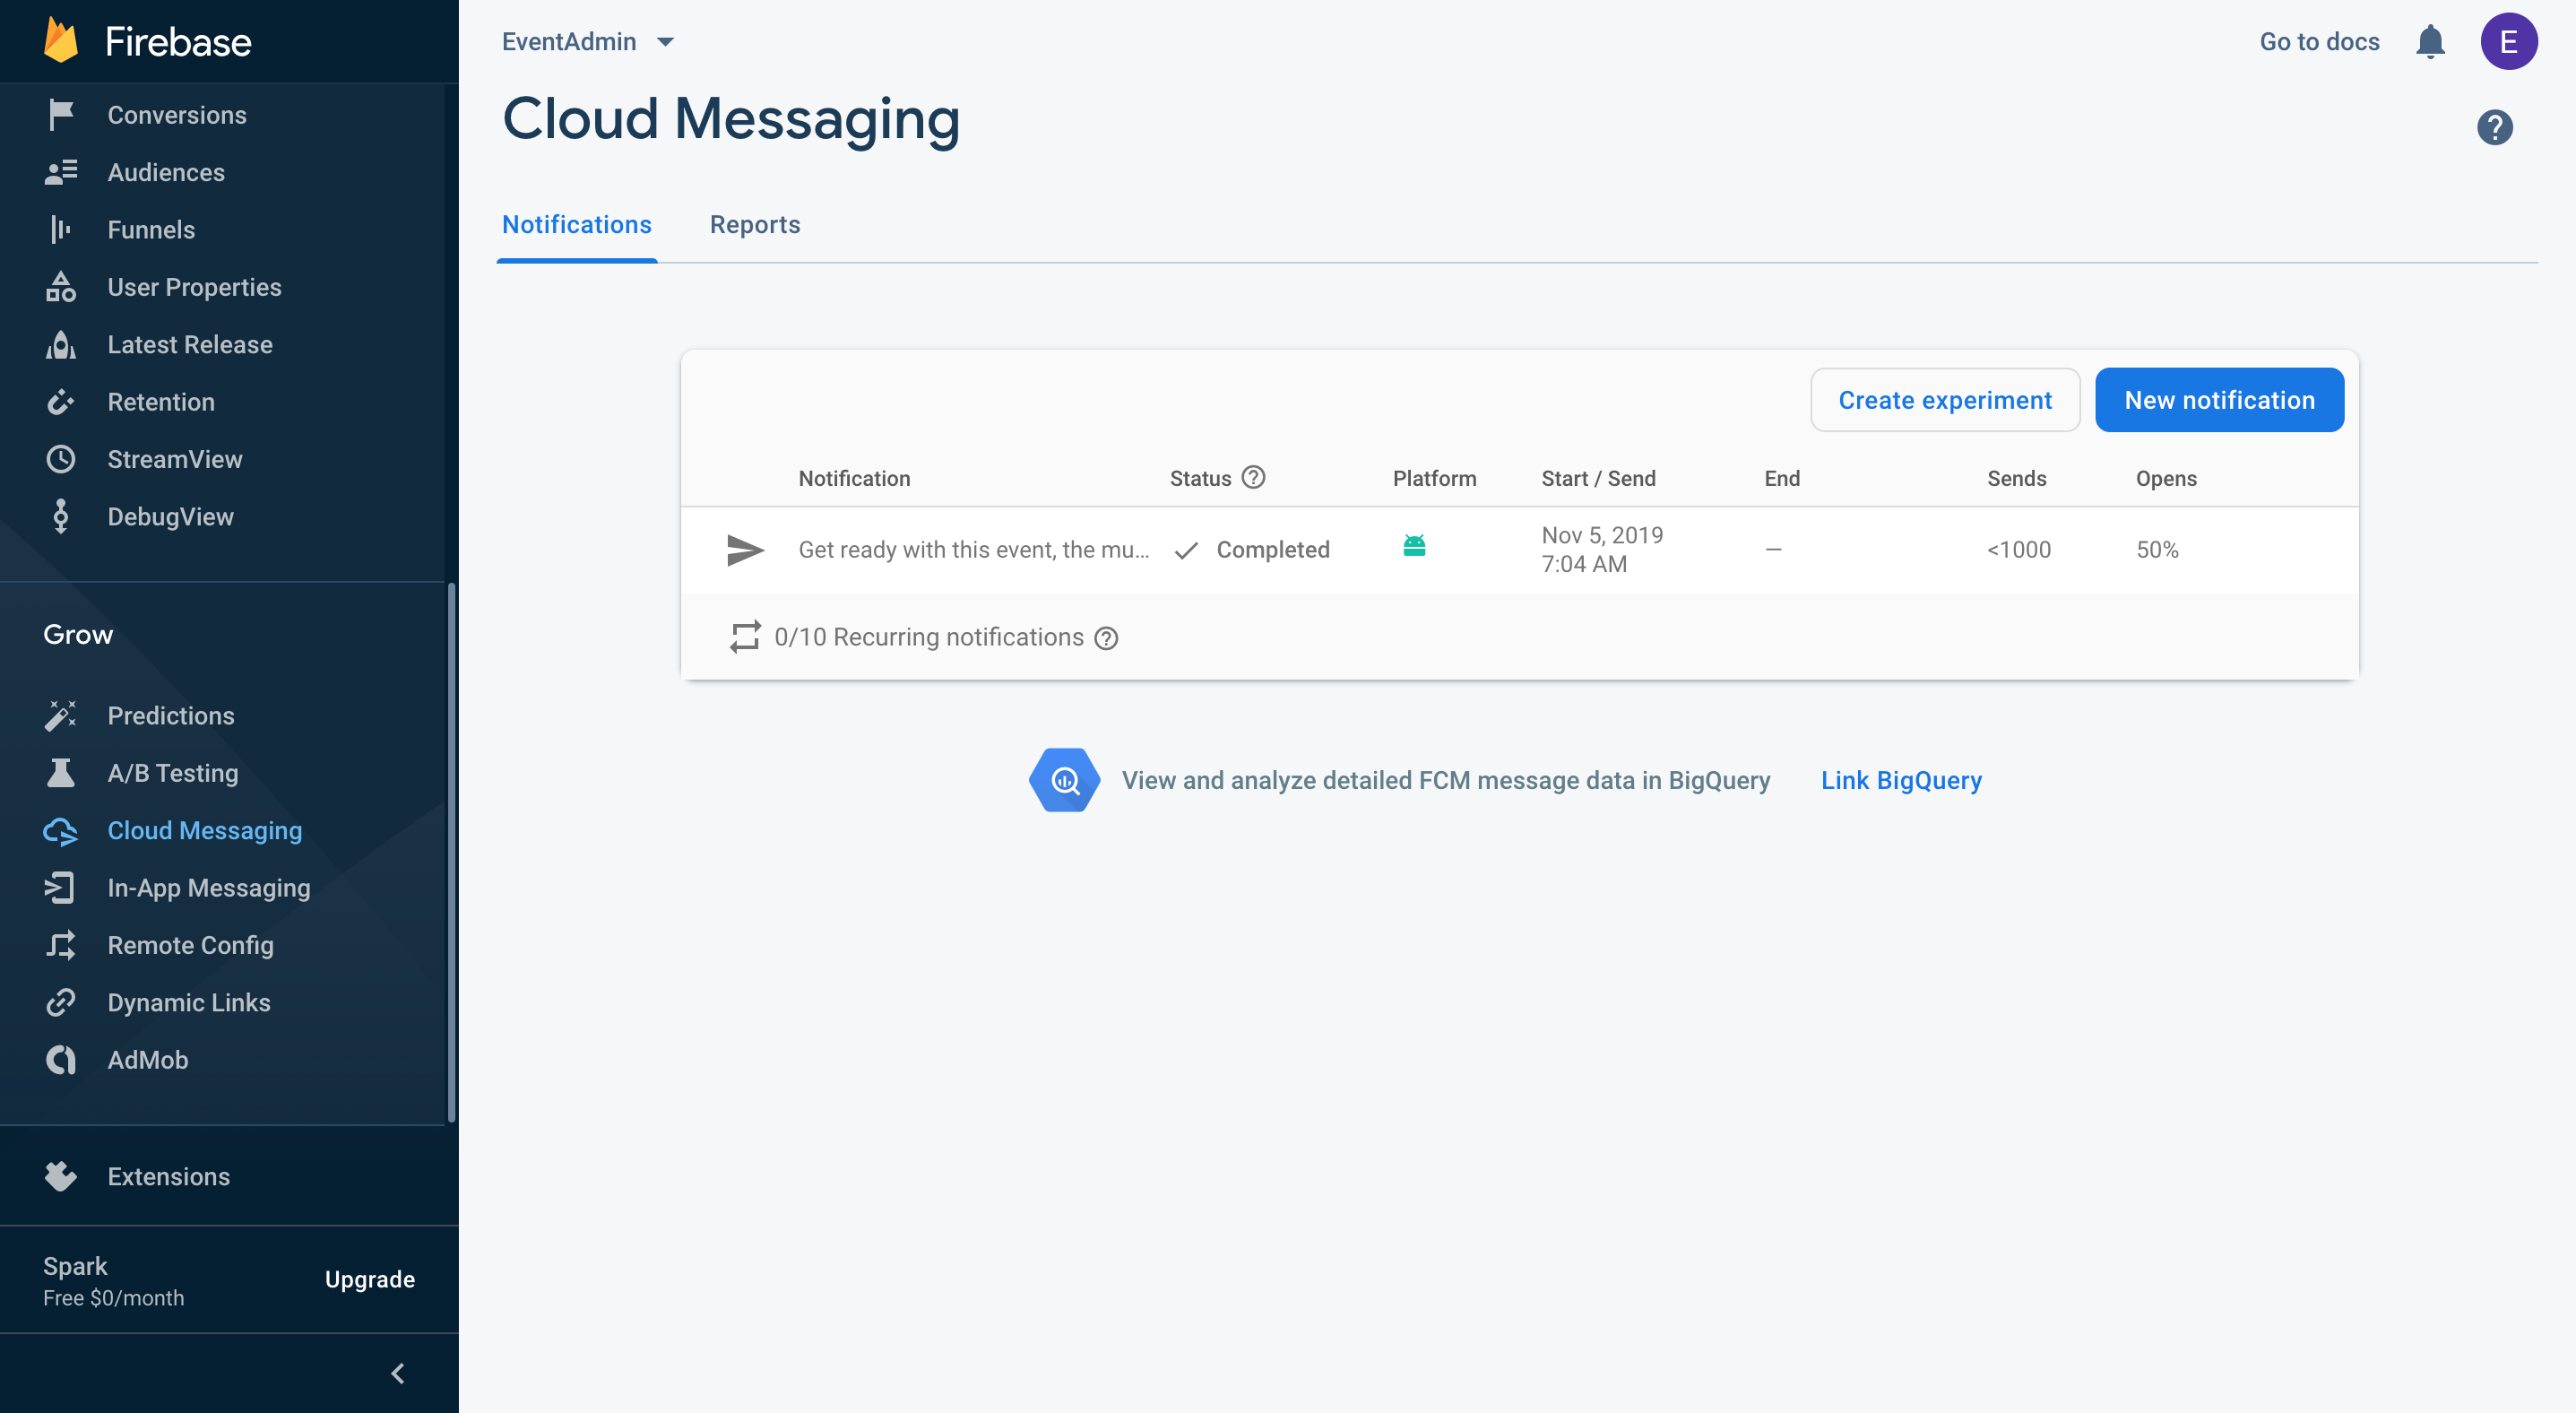 Firebase
Conversions
Audiences
Funnels
User Properties
Latest Release
Retention
StreamView
DebugView
Grow
Predictions
A/B Testing
Cloud Messaging
In-App Messaging
Remote Config
Dynamic Links
AdMob
Extensions
Spark
Free $0/month
Upgrade
EventAdmin
Go to docs
E
Cloud Messaging
Notifications Reports
Create experiment New notification
Notification Status Platform Start / Send End Sends Opens
Get ready with this event, the mu... Completed Nov 5, 2019 7:04 AM – <1000 50%
0/10 Recurring notifications
View and analyze detailed FCM message data in BigQuery Link BigQuery